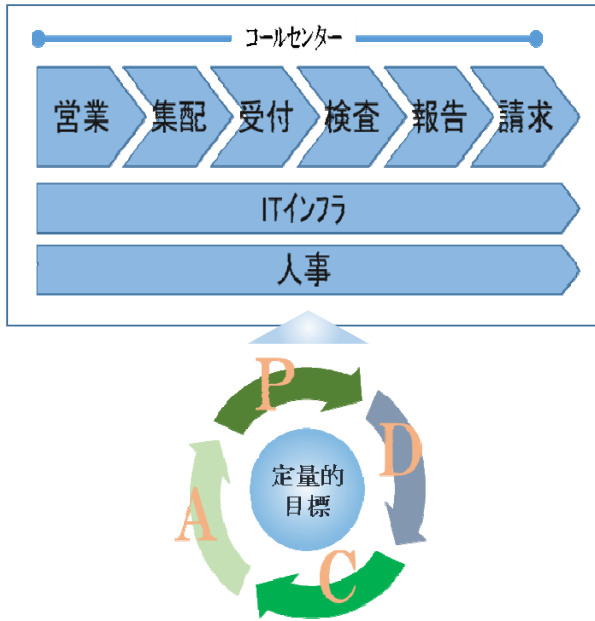 コールセンター
営業 集配 受付 検査 報告 請求
ITインフラ
人事
P
D
定量的
目標
A
C